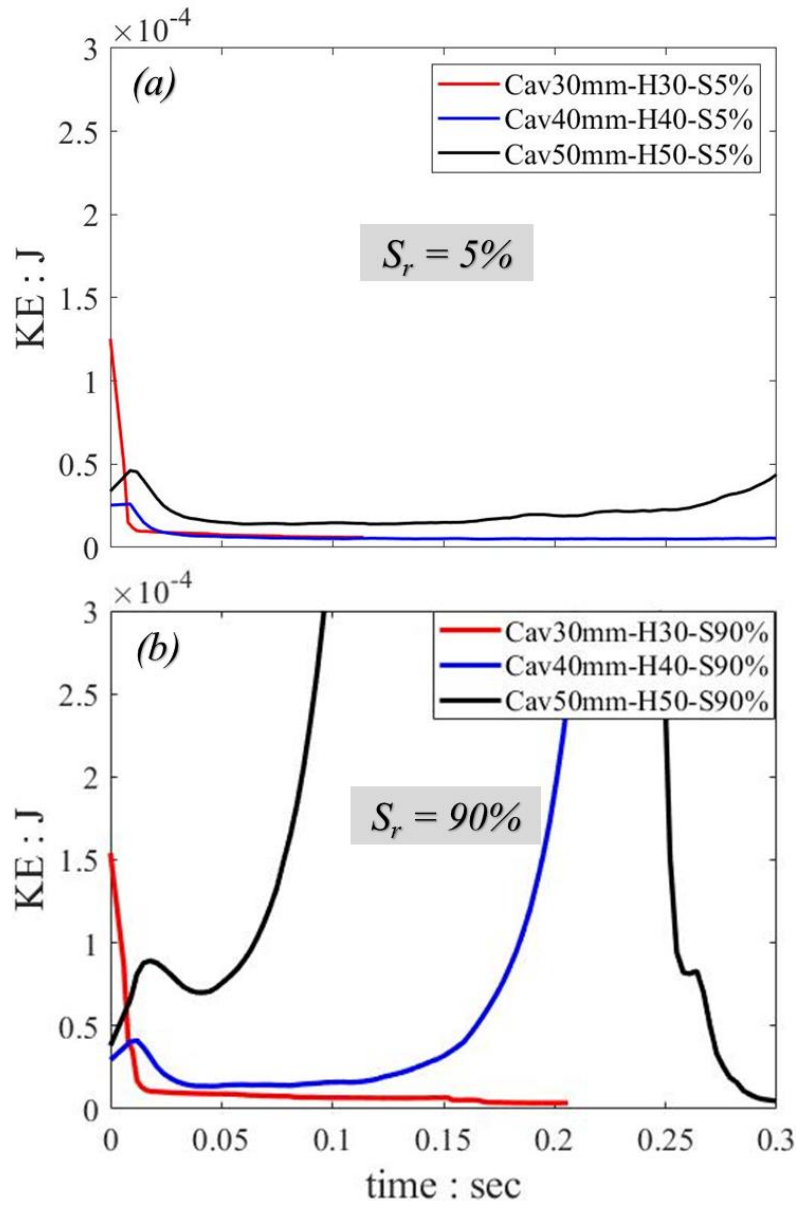 ×10⁻⁴
(a)
3
2.5
2
1.5
1
0.5
0
KE : J
Cav30mm-H30-S5%
Cav40mm-H40-S5%
Cav50mm-H50-S5%
Sᵣ = 5%
×10⁻⁴
(b)
3
2.5
2
1.5
1
0.5
0
KE : J
Cav30mm-H30-S90%
Cav40mm-H40-S90%
Cav50mm-H50-S90%
Sᵣ = 90%
0 0.05 0.1 0.15 0.2 0.25 0.3
time : sec